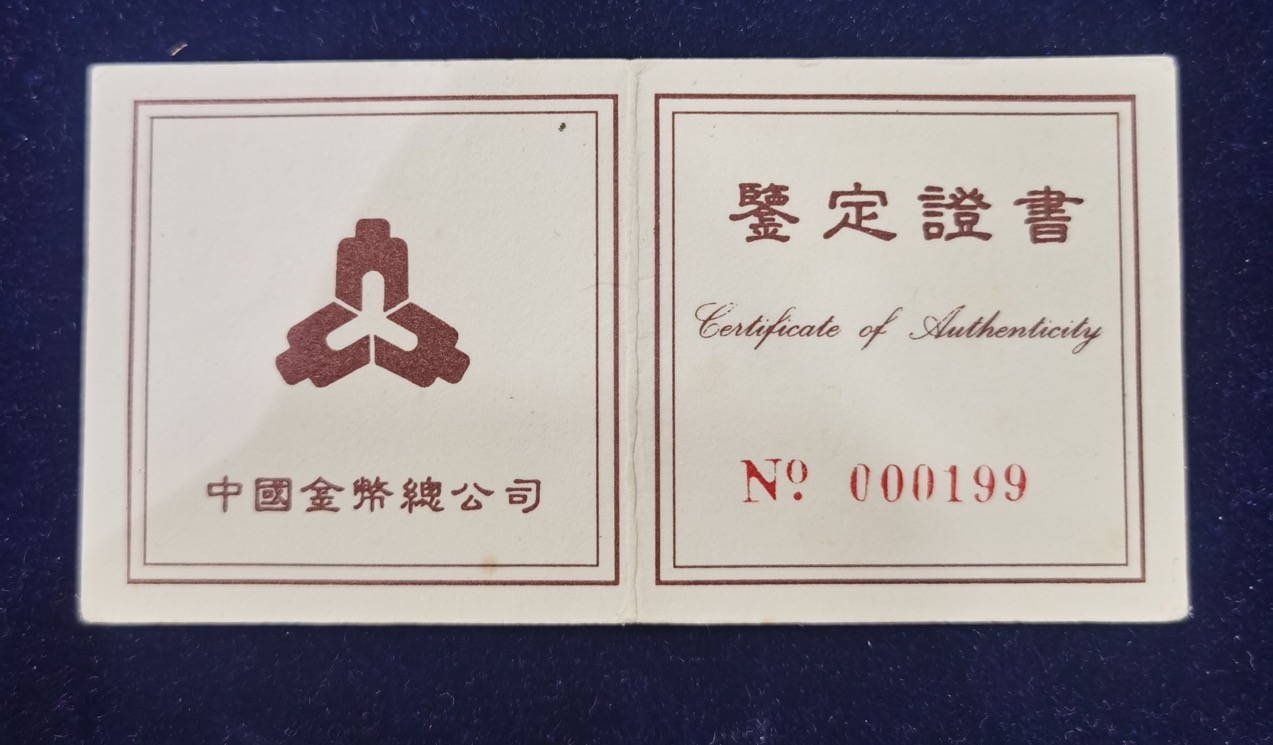 中國金幣總公司
鑒定證書
Certificate of Authenticity
Nº 000199